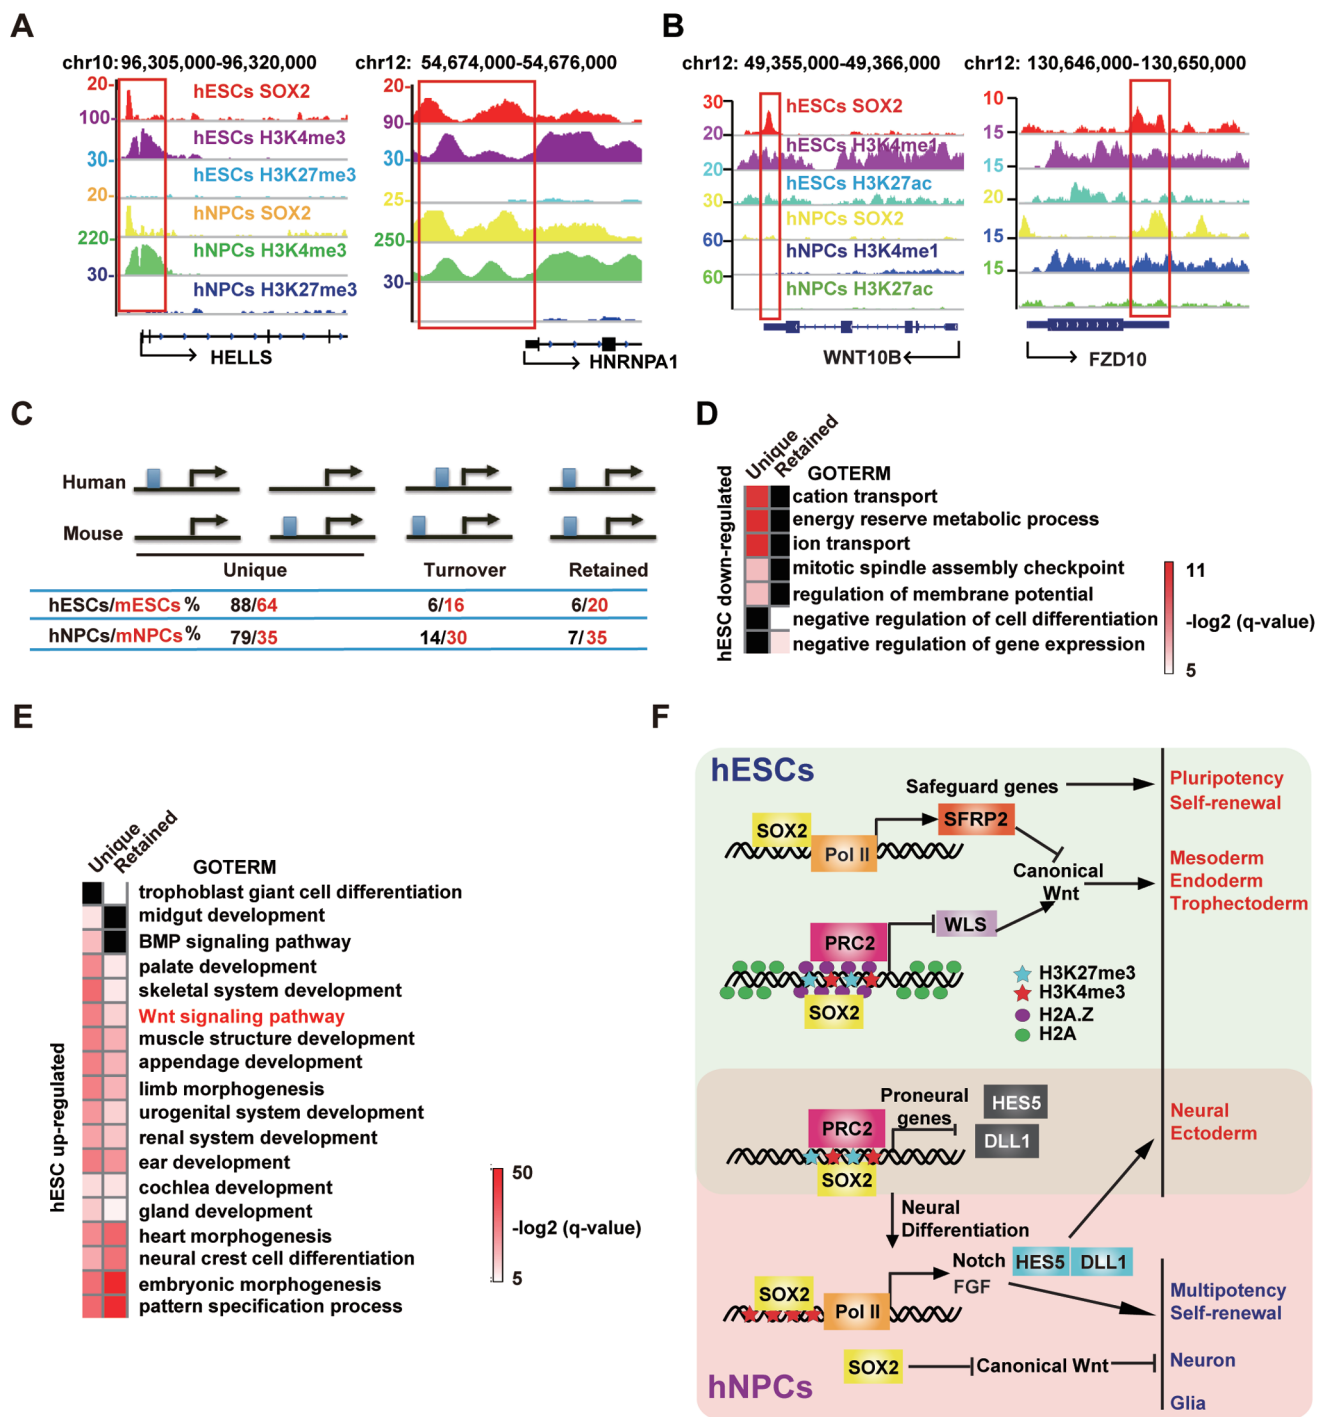 A
chr10:96,305,000-96,320,000
chr12: 54,674,000-54,676,000
20
hESCs SOX2
100
hESCs H3K4me3
30
hESCs H3K27me3
20
hNPCs SOX2
220
hNPCs H3K4me3
30
hNPCs H3K27me3
HELLS
20
90
30
25
250
30
HNRNPA1
B
chr12: 49,355,000-49,366,000
chr12: 130,646,000-130,650,000
30
hESCs SOX2
20
hESCs H3K4me1
20
hESCs H3K27ac
30
hNPCs SOX2
60
hNPCs H3K4me1
60
hNPCs H3K27ac
WNT10B
10
15
15
20
15
15
FZD10
C
Human
Mouse
Unique Turnover Retained
hESCs/mESCs % 88/64 6/16 6/20
hNPCs/mNPCs % 79/35 14/30 7/35
D
Unique
Retained
GOTERM
hESC down-regulated
cation transport
energy reserve metabolic process
ion transport
mitotic spindle assembly checkpoint
regulation of membrane potential
negative regulation of cell differentiation
negative regulation of gene expression
11
-log2 (q-value)
5
E
Unique
Retained
GOTERM
hESC up-regulated
trophoblast giant cell differentiation
midgut development
BMP signaling pathway
palate development
skeletal system development
Wnt signaling pathway
muscle structure development
appendage development
limb morphogenesis
urogenital system development
renal system development
ear development
cochlea development
gland development
heart morphogenesis
neural crest cell differentiation
embryonic morphogenesis
pattern specification process
50
-log2 (q-value)
5
F
hESCs
Safeguard genes
Pluripotency
Self-renewal
SOX2
Pol II
SFRP2
Canonical
Wnt
Mesoderm
Endoderm
Trophectoderm
PRC2
WLS
SOX2
H3K27me3
H3K4me3
H2A.Z
H2A
Proneural
genes
PRC2
SOX2
HES5
DLL1
Neural
Ectoderm
Neural
Differentiation
Notch
FGF
HES5
DLL1
SOX2
Pol II
Multipotency
Self-renewal
SOX2
Canonical Wnt
Neuron
Glia
hNPCs